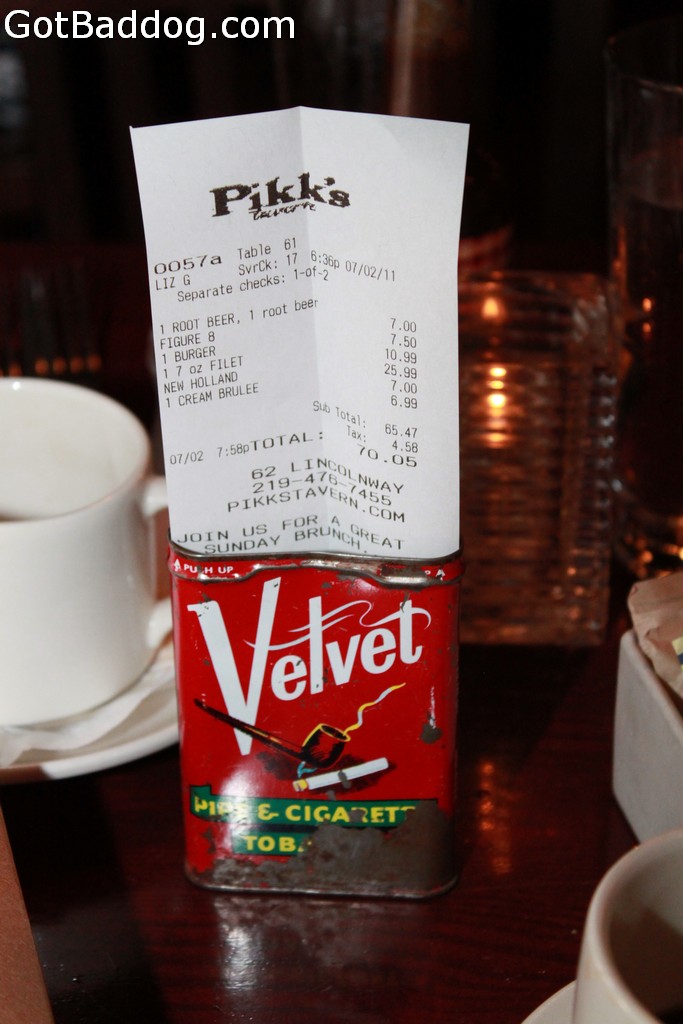 GotBaddog.com
Pikk's
tavern
0057a Table 61
LIZ G SvrCk: 17 6:36p 07/02/11
Separate checks: 1-of-2
1 ROOT BEER, 1 root beer 7.00
FIGURE 8 7.50
1 BURGER 10.99
1 7 oz FILET 25.99
NEW HOLLAND 7.00
1 CREAM BRULEE 6.99
Sub Total: 65.47
Tax: 4.58
07/02 7:58pTOTAL: 70.05
62 LINCOLNWAY
219-476-7455
PIKKSTAVERN.COM
JOIN US FOR A GREAT
SUNDAY BRUNCH.
PUSH UP
Velvet
PIPE & CIGARETTE